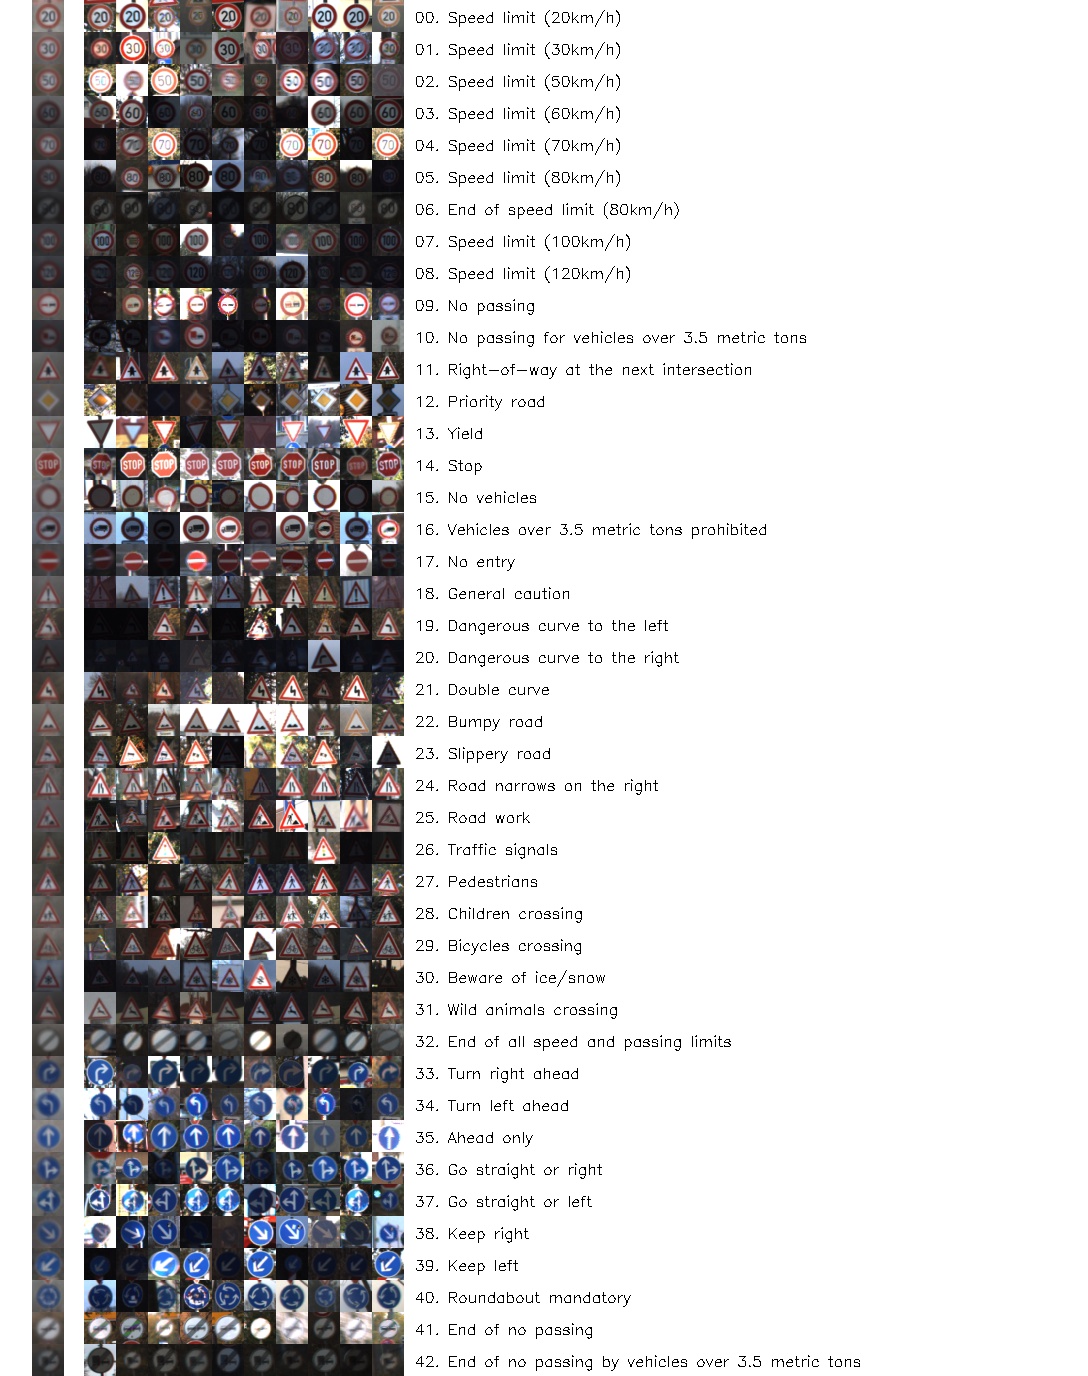 00. Speed limit (20km/h)
01. Speed limit (30km/h)
02. Speed limit (50km/h)
03. Speed limit (60km/h)
04. Speed limit (70km/h)
05. Speed limit (80km/h)
06. End of speed limit (80km/h)
07. Speed limit (100km/h)
08. Speed limit (120km/h)
09. No passing
10. No passing for vehicles over 3.5 metric tons
11. Right-of-way at the next intersection
12. Priority road
13. Yield
14. Stop
15. No vehicles
16. Vehicles over 3.5 metric tons prohibited
17. No entry
18. General caution
19. Dangerous curve to the left
20. Dangerous curve to the right
21. Double curve
22. Bumpy road
23. Slippery road
24. Road narrows on the right
25. Road work
26. Traffic signals
27. Pedestrians
28. Children crossing
29. Bicycles crossing
30. Beware of ice/snow
31. Wild animals crossing
32. End of all speed and passing limits
33. Turn right ahead
34. Turn left ahead
35. Ahead only
36. Go straight or right
37. Go straight or left
38. Keep right
39. Keep left
40. Roundabout mandatory
41. End of no passing
42. End of no passing by vehicles over 3.5 metric tons